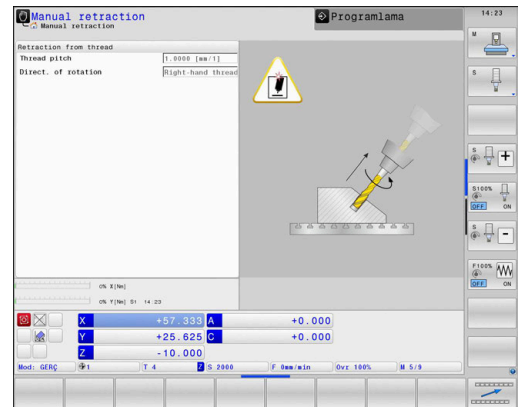 Manual retraction
Manual retraction
Programlama
14:23
Retraction from thread
Thread pitch 1.0000 [mm/1]
Direct. of rotation Right-hand thread
M
S
S
S100%
OFF ON
S
F100%
OFF ON
0% X[Nm]
0% Y[Nm] S1 14:23
X +57.333 A +0.000
Y +25.625 C +0.000
Z -10.000
Mod: GERÇ 1 T 4 Z S 2000 F 0mm/min Ovr 100% M 5/9